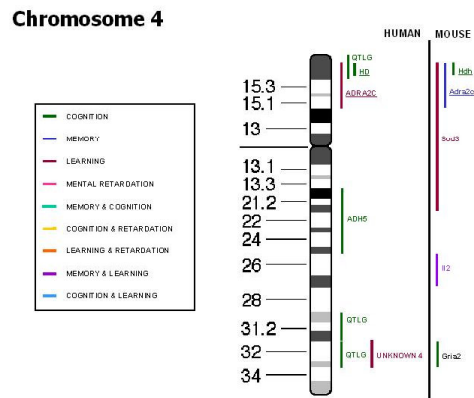 Chromosome 4
HUMAN
MOUSE
COGNITION
MEMORY
LEARNING
MENTAL RETARDATION
MEMORY & COGNITION
COGNITION & RETARDATION
LEARNING & RETARDATION
MEMORY & LEARNING
COGNITION & LEARNING
15.3
15.1
13
13.1
13.3
21.2
22
24
26
28
31.2
32
34
QTLG
HD
ADRA2C
ADH5
QTLG
QTLG
UNKNOWN 4
Hdh
Adra2c
Sod3
Il2
Gria2